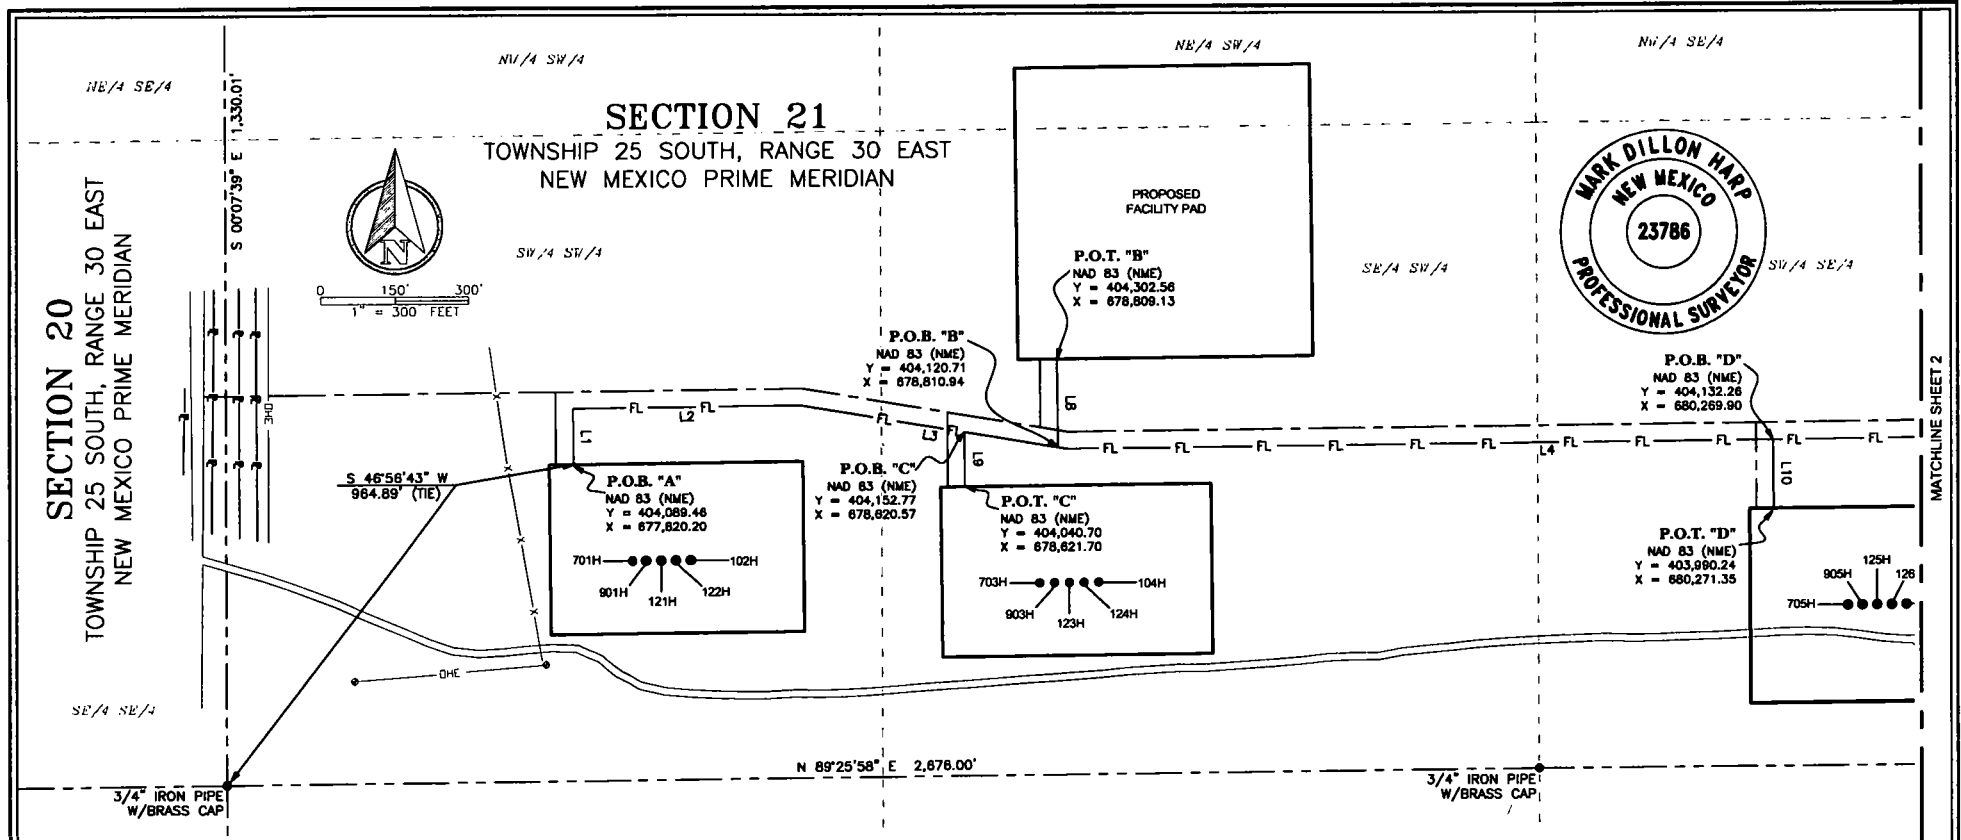 NE/4 SE/4
NW/4 SW/4
NE/4 SW/4
NW/4 SE/4
S 00°07'39" E 1,330.01'
SECTION 21
TOWNSHIP 25 SOUTH, RANGE 30 EAST
NEW MEXICO PRIME MERIDIAN
SECTION 20
TOWNSHIP 25 SOUTH, RANGE 30 EAST
NEW MEXICO PRIME MERIDIAN
N
0 150' 300'
1" = 300 FEET
SW/4 SW/4
PROPOSED
FACILITY PAD
SE/4 SW/4
MARK DILLON HARP
NEW MEXICO
23786
PROFESSIONAL SURVEYOR
SW/4 SE/4
P.O.T. "B"
NAD 83 (NME)
Y = 404,302.56
X = 678,809.13
P.O.B. "B"
NAD 83 (NME)
Y = 404,120.71
X = 678,810.94
P.O.B. "D"
NAD 83 (NME)
Y = 404,132.26
X = 680,269.90
MATCHLINE SHEET 2
OHE
L1
FL L2 FL
FL
L3
FL
L8
FL FL FL FL FL FL L4 FL FL FL FL FL
L9
L10
S 46°56'43" W
964.89' (TIE)
P.O.B. "A"
NAD 83 (NME)
Y = 404,089.46
X = 677,820.20
701H
102H
901H
121H
122H
P.O.B. "C"
NAD 83 (NME)
Y = 404,152.77
X = 678,620.57
P.O.T. "C"
NAD 83 (NME)
Y = 404,040.70
X = 678,621.70
703H
104H
903H
123H
124H
P.O.T. "D"
NAD 83 (NME)
Y = 403,990.24
X = 680,271.35
125H
905H
126
705H
OHE
SE/4 SE/4
N 89°25'58" E 2,676.00'
3/4" IRON PIPE
W/BRASS CAP
3/4" IRON PIPE
W/BRASS CAP